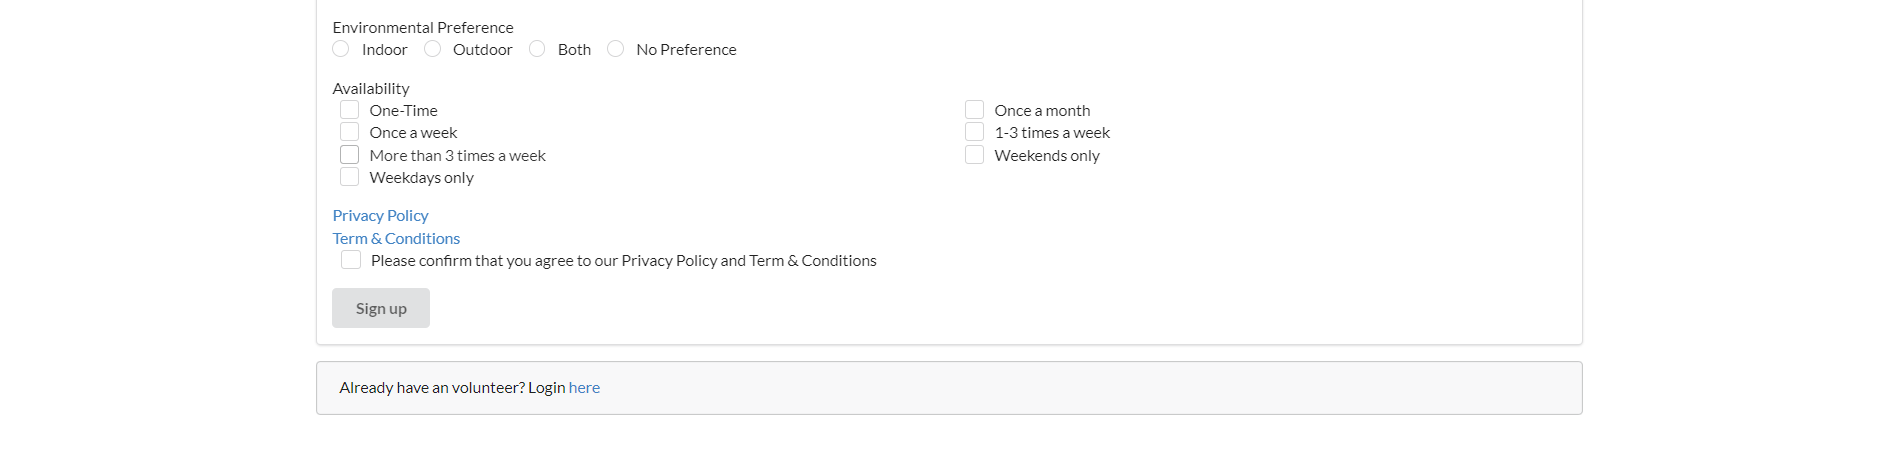 Environmental Preference
Indoor Outdoor Both No Preference
Availability
One-Time Once a month
Once a week 1-3 times a week
More than 3 times a week Weekends only
Weekdays only
Privacy Policy
Term & Conditions
Please confirm that you agree to our Privacy Policy and Term & Conditions
Sign up
Already have an volunteer? Login here